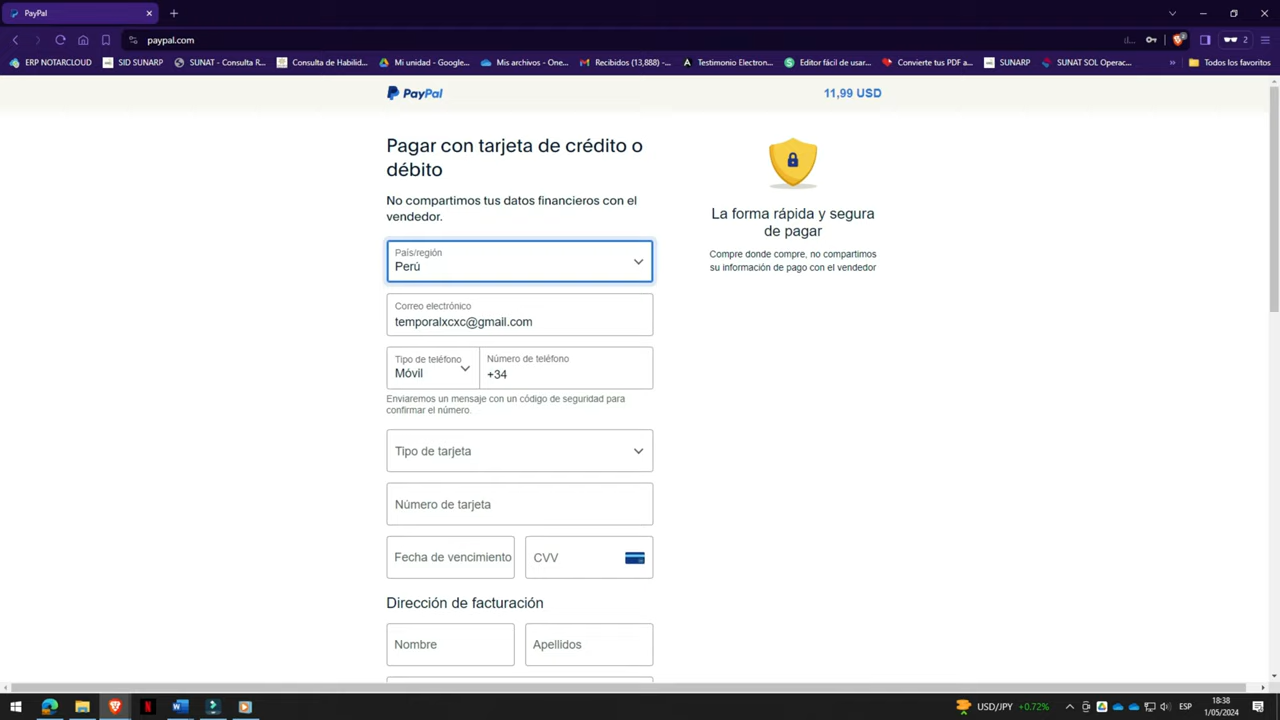 PayPal
paypal.com
2
ERP NOTARCLOUD
SID SUNARP
SUNAT - Consulta R...
Consulta de Habilid...
Mi unidad - Google...
Mis archivos - One...
Recibidos (13,888) -...
Testimonio Electron...
Editor fácil de usar...
Convierte tus PDF a...
SUNARP
SUNAT SOL Operac...
»
Todos los favoritos
PayPal
11,99 USD
Pagar con tarjeta de crédito o
débito
No compartimos tus datos financieros con el
vendedor.
País/región
Perú
Correo electrónico
temporalxcxc@gmail.com
Tipo de teléfono
Móvil
Número de teléfono
+34
Enviaremos un mensaje con un código de seguridad para
confirmar el número.
Tipo de tarjeta
Número de tarjeta
Fecha de vencimiento
CVV
Dirección de facturación
Nombre
Apellidos
La forma rápida y segura
de pagar
Compre donde compre, no compartimos
su información de pago con el vendedor
USD/JPY +0.72%
ESP
18:38
1/05/2024